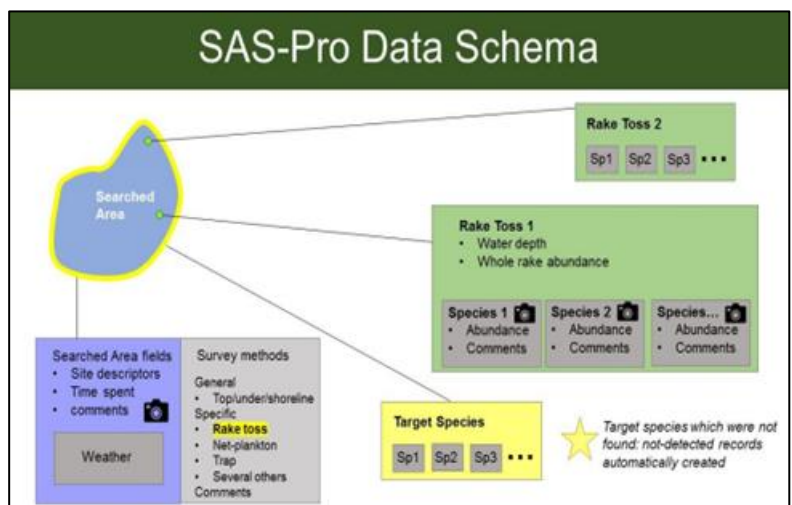 SAS-Pro Data Schema
Searched
Area
Rake Toss 2
Sp1 Sp2 Sp3 •••
Rake Toss 1
• Water depth
• Whole rake abundance
Species 1
• Abundance
• Comments
Species 2
• Abundance
• Comments
Species...
• Abundance
• Comments
Searched Area fields
• Site descriptors
• Time spent
• comments
Weather
Survey methods
General
• Top/under/shoreline
Specific
• Rake toss
• Net-plankton
• Trap
• Several others
Comments
Target Species
Sp1 Sp2 Sp3 •••
Target species which were not
found: not-detected records
automatically created